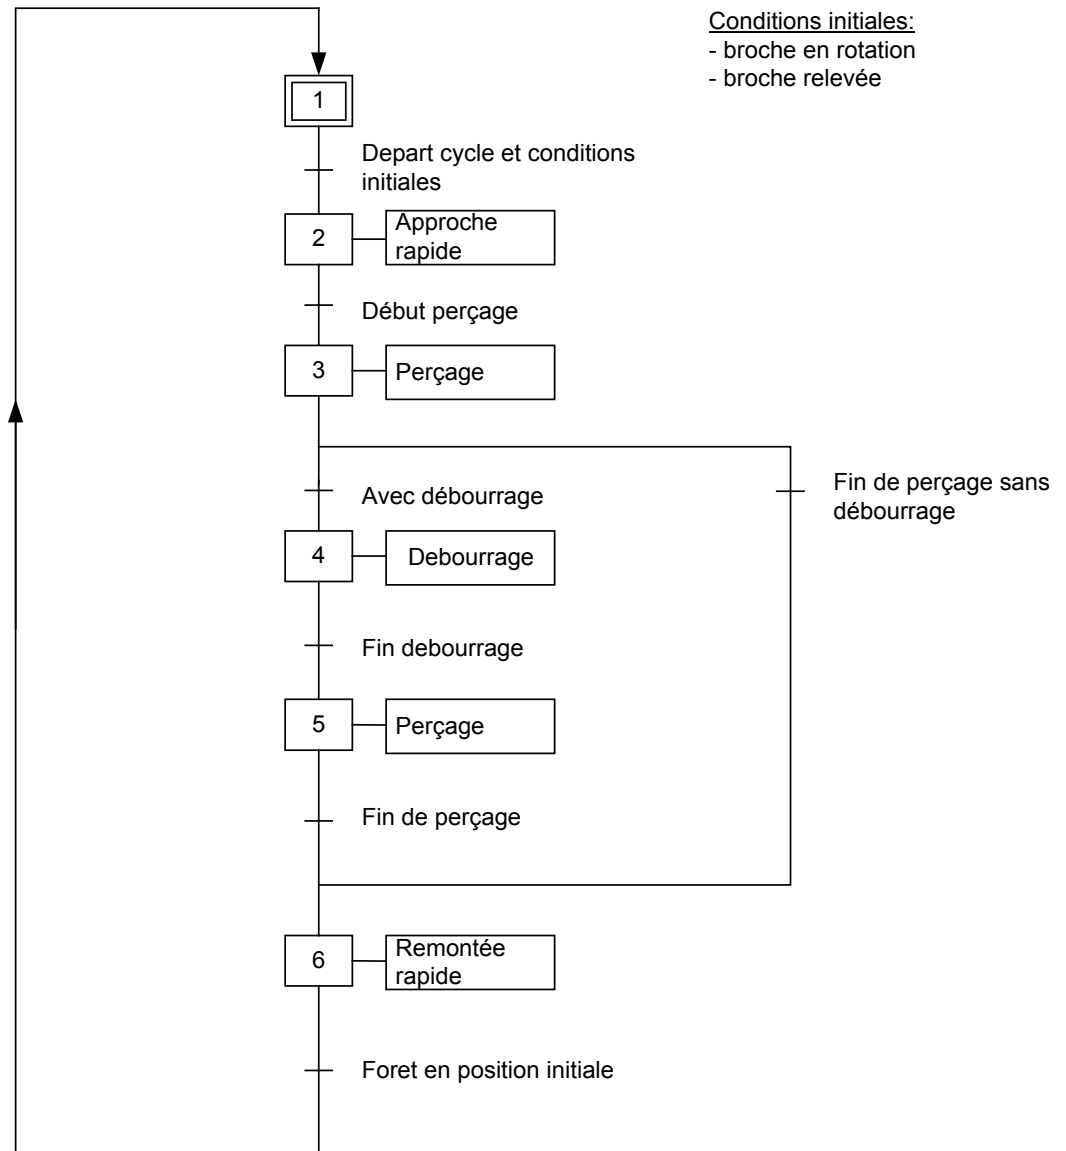 Conditions initiales:
- broche en rotation
- broche relevée
1
Depart cycle et conditions
initiales
2
Approche
rapide
Début perçage
3
Perçage
Avec débourrage
Fin de perçage sans
débourrage
4
Debourrage
Fin debourrage
5
Perçage
Fin de perçage
6
Remontée
rapide
Foret en position initiale